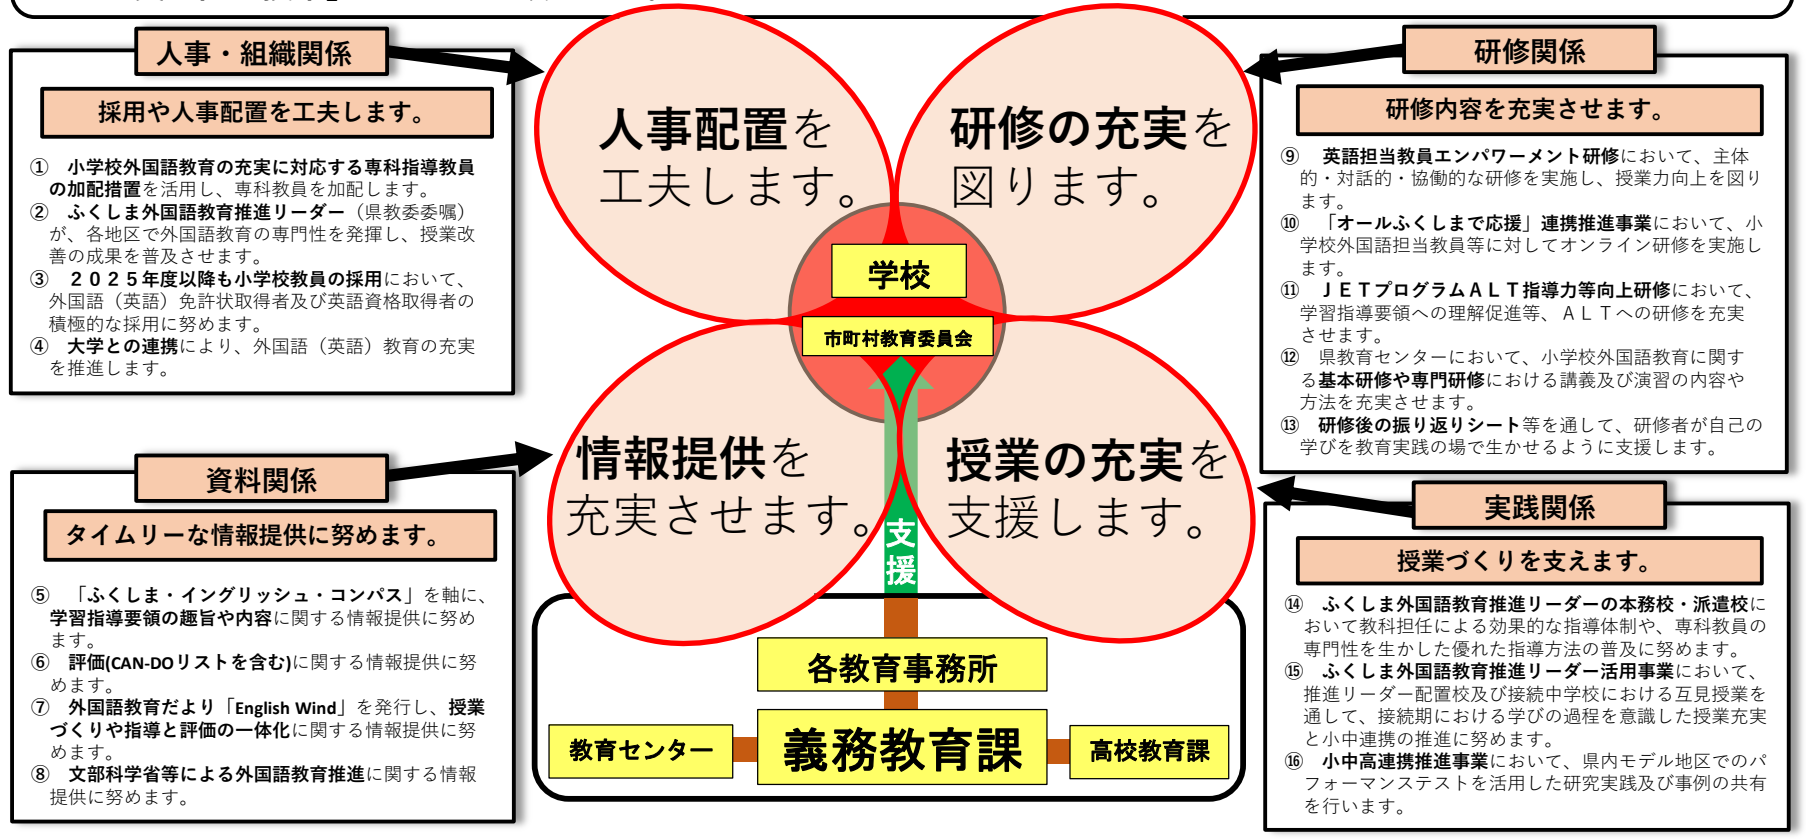 人事・組織関係
採用や人事配置を工夫します。
① 小学校外国語教育の充実に対応する専科指導教員
の加配措置を活用し、専科教員を加配します。
② ふくしま外国語教育推進リーダー（県教委委嘱）
が、各地区で外国語教育の専門性を発揮し、授業改
善の成果を普及させます。
③ ２０２５年度以降も小学校教員の採用において、
外国語（英語）免許状取得者及び英語資格取得者の
積極的な採用に努めます。
④ 大学との連携により、外国語（英語）教育の充実
を推進します。
人事配置を
工夫します。
研修の充実を
図ります。
学校
市町村教育委員会
情報提供を
充実させます。
授業の充実を
支援します。
支
援
各教育事務所
教育センター
義務教育課
高校教育課
研修関係
研修内容を充実させます。
⑨ 英語担当教員エンパワーメント研修において、主体
的・対話的・協働的な研修を実施し、授業力向上を図り
ます。
⑩ 「オールふくしまで応援」連携推進事業において、小
学校外国語担当教員等に対してオンライン研修を実施し
ます。
⑪ ＪＥＴプログラムＡＬＴ指導力等向上研修において、
学習指導要領への理解促進等、ＡＬＴへの研修を充実
させます。
⑫ 県教育センターにおいて、小学校外国語教育に関す
る基本研修や専門研修における講義及び演習の内容や
方法を充実させます。
⑬ 研修後の振り返りシート等を通して、研修者が自己の
学びを教育実践の場で生かせるように支援します。
資料関係
タイムリーな情報提供に努めます。
⑤ 「ふくしま・イングリッシュ・コンパス」を軸に、
学習指導要領の趣旨や内容に関する情報提供に努め
ます。
⑥ 評価(CAN-DOリストを含む)に関する情報提供に努
めます。
⑦ 外国語教育だより「English Wind」を発行し、授業
づくりや指導と評価の一体化に関する情報提供に努
めます。
⑧ 文部科学省等による外国語教育推進に関する情報
提供に努めます。
実践関係
授業づくりを支えます。
⑭ ふくしま外国語教育推進リーダーの本務校・派遣校に
おいて教科担任による効果的な指導体制や、専科教員の
専門性を生かした優れた指導方法の普及に努めます。
⑮ ふくしま外国語教育推進リーダー活用事業において、
推進リーダー配置校及び接続中学校における互見授業を
通して、接続期における学びの過程を意識した授業充実
と小中連携の推進に努めます。
⑯ 小中高連携推進事業において、県内モデル地区でのパ
フォーマンステストを活用した研究実践及び事例の共有
を行います。